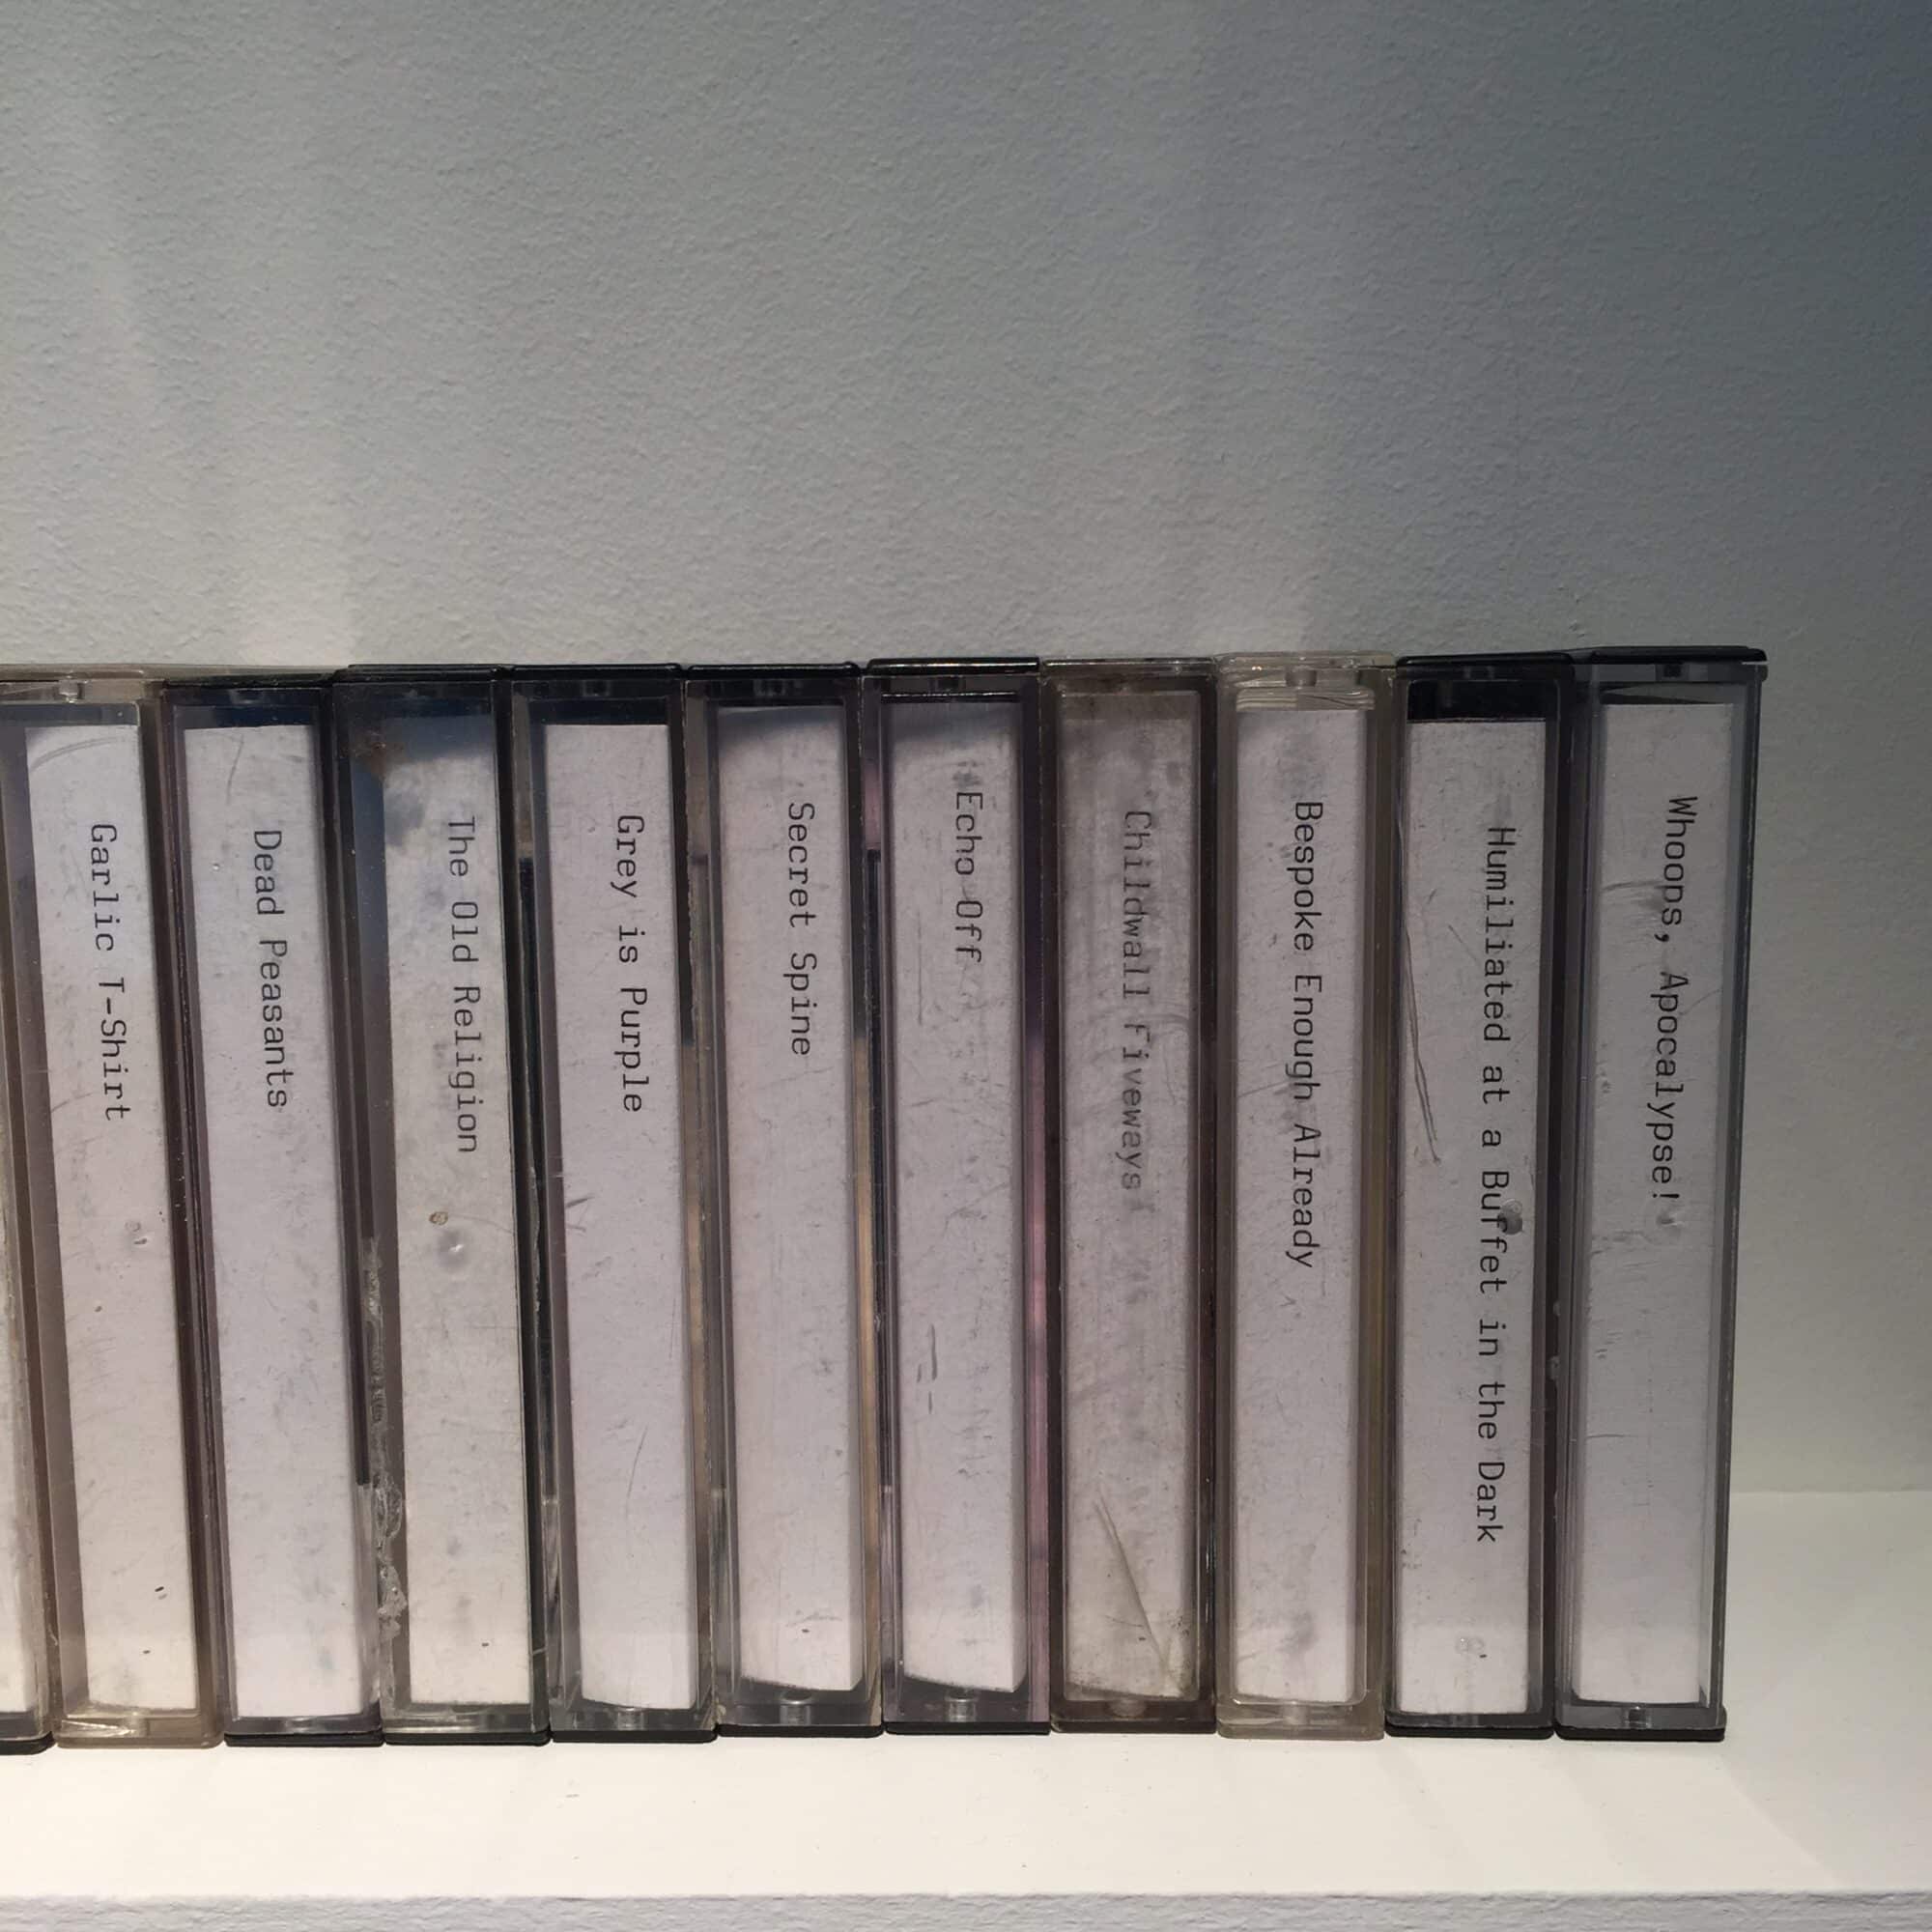 Garlic T-Shirt
Dead Peasants
The Old Religion
Grey is Purple
Secret Spine
Echo Off
Childwall Fiveways
Bespoke Enough Already
Humiliated at a Buffet in the Dark
Whoops, Apocalypse!